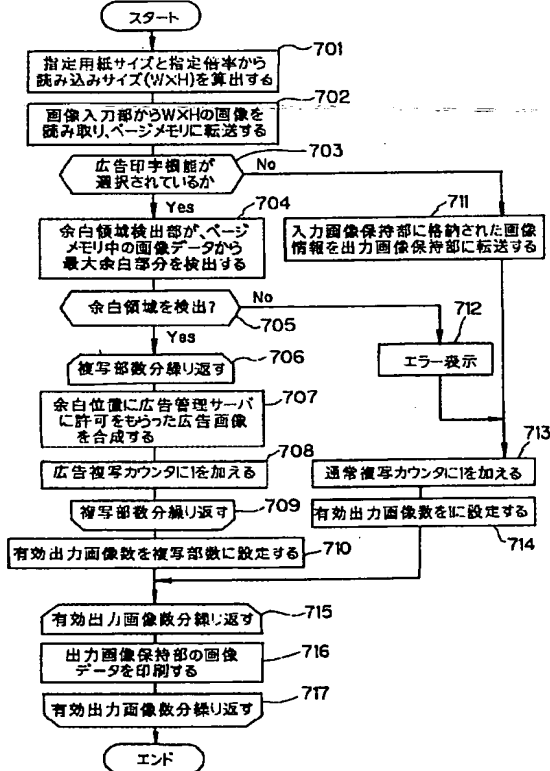 スタート
701
指定用紙サイズと指定倍率から
読み込みサイズ(W×H)を算出する
702
画像入力部からW×Hの画像を
読み取り、ページメモリに転送する
703
広告印字機能が
選択されているか
No
Yes
704
余白領域検出部が、ページ
メモリ中の画像データから
最大余白部分を検出する
711
入力画像保持部に格納された画像
情報を出力画像保持部に転送する
余白領域を検出?
No
705
Yes
712
エラー表示
706
複写部数分繰り返す
707
余白位置に広告管理サーバ
に許可をもらった広告画像
を合成する
708
広告複写カウンタに1を加える
713
通常複写カウンタに1を加える
709
複写部数分繰り返す
有効出力画像数を1に設定する
714
有効出力画像数を複写部数に設定する
710
715
有効出力画像数分繰り返す
716
出力画像保持部の画像
データを印刷する
717
有効出力画像数分繰り返す
エンド